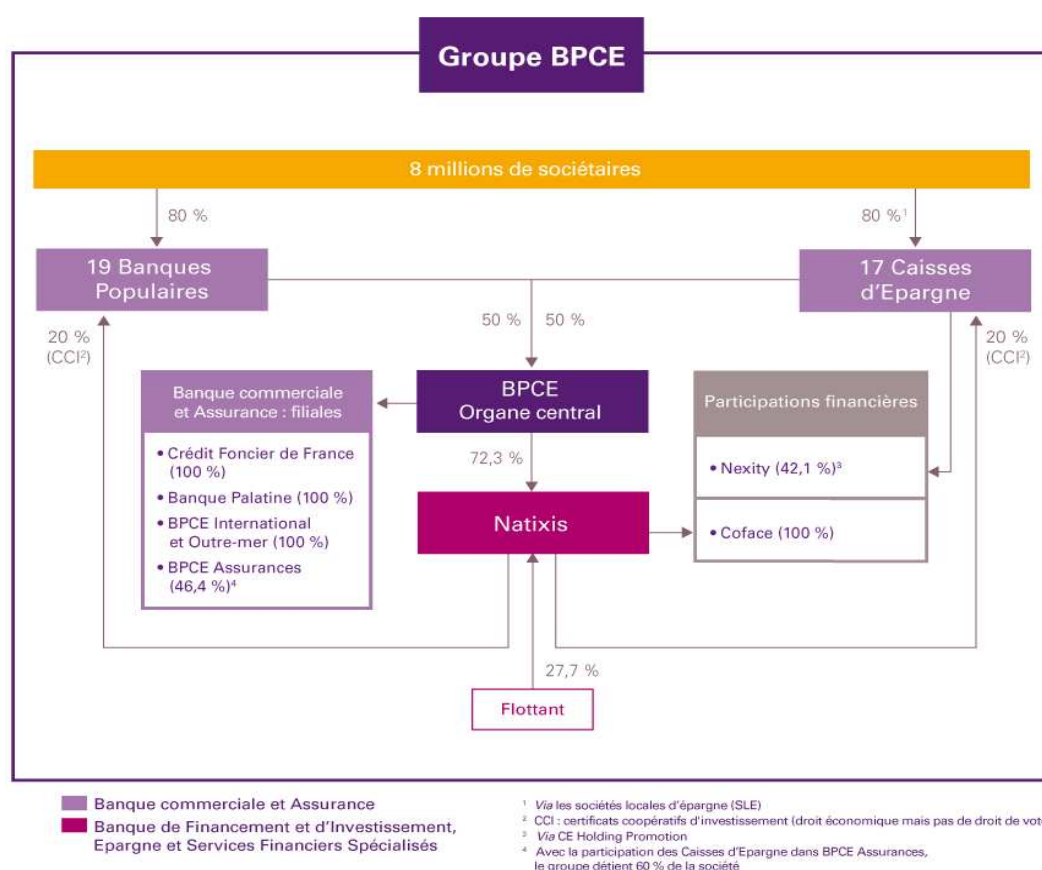 Groupe BPCE
8 millions de sociétaires
80 %
80 %¹
19 Banques
Populaires
17 Caisses
d'Epargne
20 %
(CCI²)
50 %
50 %
20 %
(CCI²)
Banque commerciale
et Assurance : filiales
• Crédit Foncier de France
(100 %)
• Banque Palatine (100 %)
• BPCE International
et Outre-mer (100 %)
• BPCE Assurances
(46,4 %)⁴
BPCE
Organe central
72,3 %
Natixis
Participations financières
• Nexity (42,1 %)³
• Coface (100 %)
27,7 %
Flottant
Banque commerciale et Assurance
Banque de Financement et d'Investissement,
Epargne et Services Financiers Spécialisés
¹ Via les sociétés locales d'épargne (SLE)
² CCI : certificats coopératifs d'investissement (droit économique mais pas de droit de vot
³ Via CE Holding Promotion
⁴ Avec la participation des Caisses d'Epargne dans BPCE Assurances,
le groupe détient 60 % de la société